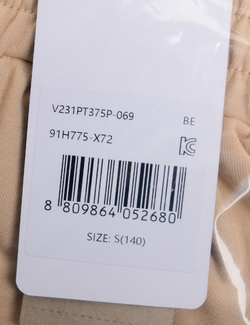 V231PT375P-069 BE
91H775-X72
8 809864 052680
SIZE: S(140)